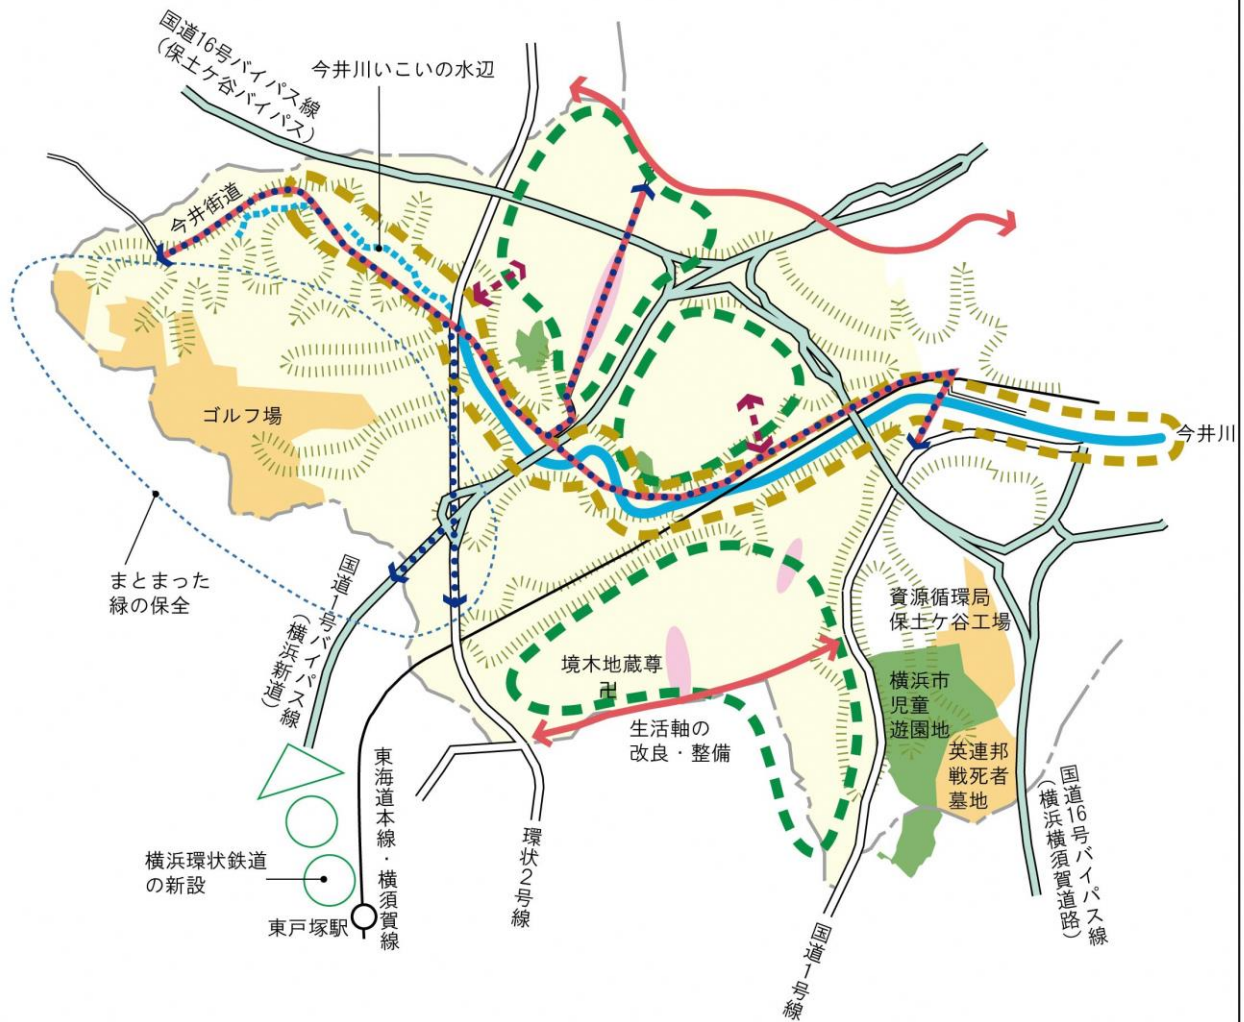 国道16号バイパス線
（保土ケ谷バイパス）
今井川いこいの水辺
今井街道
ゴルフ場
今井川
まとまった
緑の保全
国道1号バイパス線
（横浜新道）
境木地蔵尊
卍
生活軸の
改良・整備
資源循環局
保土ケ谷工場
横浜市
児童
遊園地
英連邦
戦死者
墓地
東海道本線・横須賀線
環状2号線
横浜環状鉄道
の新設
東戸塚駅
国道1号線
国道16号バイパス線
（横浜横須賀道路）